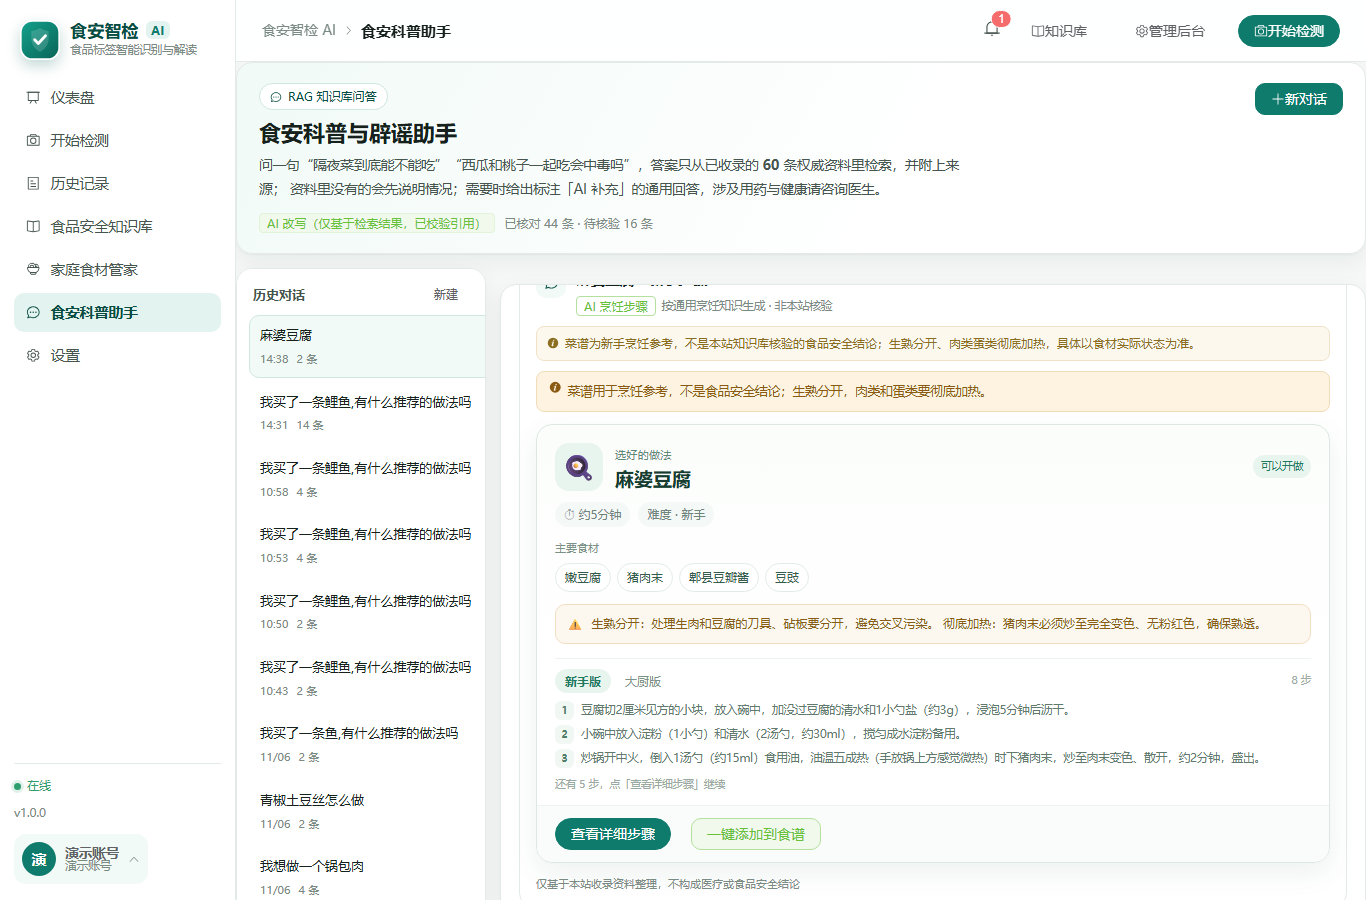 食安智检 AI
食品标签智能识别与解读
仪表盘
开始检测
历史记录
食品安全知识库
家庭食材管家
食安科普助手
设置
在线
v1.0.0
演
演示账号
演示账号
食安智检 AI
食安科普助手
1
知识库
管理后台
开始检测
RAG 知识库问答
食安科普与辟谣助手
问一句“隔夜菜到底能不能吃”“西瓜和桃子一起吃会中毒吗”，答案只从已收录的 60 条权威资料里检索，并附上来
源； 资料里没有的会先说明情况；需要时给出标注「AI 补充」的通用回答，涉及用药与健康请咨询医生。
AI 改写（仅基于检索结果，已校验引用） 已核对 44 条 · 待核验 16 条
＋新对话
历史对话
新建
麻婆豆腐
14:38 2 条
我买了一条鲤鱼,有什么推荐的做法吗
14:31 14 条
我买了一条鲤鱼,有什么推荐的做法吗
10:58 4 条
我买了一条鲤鱼,有什么推荐的做法吗
10:53 4 条
我买了一条鲤鱼,有什么推荐的做法吗
10:50 2 条
我买了一条鲤鱼,有什么推荐的做法吗
10:43 2 条
我买了一条鱼,有什么推荐的做法吗
11/06 2 条
青椒土豆丝怎么做
11/06 2 条
我想做一个锅包肉
11/06 4 条
AI 烹饪步骤 按通用烹饪知识生成 · 非本站核验
菜谱为新手烹饪参考，不是本站知识库核验的食品安全结论；生熟分开、肉类蛋类彻底加热，具体以食材实际状态为准。
菜谱用于烹饪参考，不是食品安全结论；生熟分开，肉类和蛋类要彻底加热。
选好的做法
麻婆豆腐
可以开做
约5分钟
难度 · 新手
主要食材
嫩豆腐
猪肉末
郫县豆瓣酱
豆豉
生熟分开：处理生肉和豆腐的刀具、砧板要分开，避免交叉污染。 彻底加热：猪肉末必须炒至完全变色、无粉红色，确保熟透。
新手版
大厨版
8 步
1 豆腐切2厘米见方的小块，放入碗中，加没过豆腐的清水和1小勺盐（约3g），浸泡5分钟后沥干。
2 小碗中放入淀粉（1小勺）和清水（2汤勺，约30ml），搅匀成水淀粉备用。
3 炒锅开中火，倒入1汤勺（约15ml）食用油，油温五成热（手放锅上方感觉微热）时下猪肉末，炒至肉末变色、散开，约2分钟，盛出。
还有 5 步，点「查看详细步骤」继续
查看详细步骤
一键添加到食谱
仅基于本站收录资料整理，不构成医疗或食品安全结论